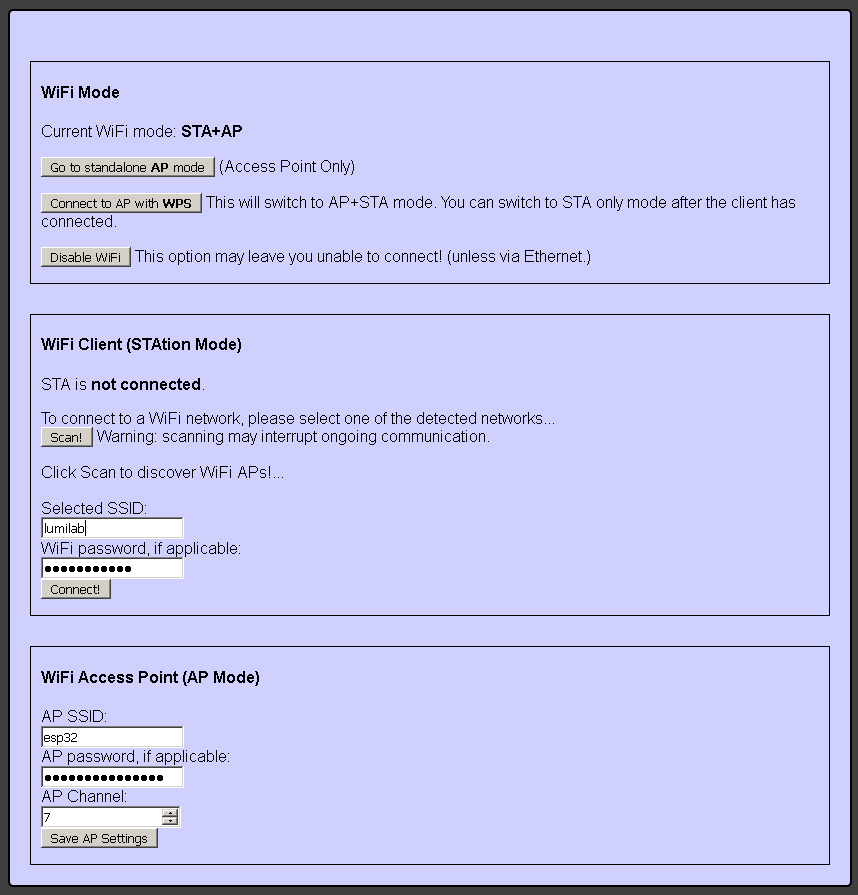 WiFi Mode
Current WiFi mode: STA+AP
Go to standalone AP mode (Access Point Only)
Connect to AP with WPS This will switch to AP+STA mode. You can switch to STA only mode after the client has
connected.
Disable WiFi This option may leave you unable to connect! (unless via Ethernet.)
WiFi Client (STAtion Mode)
STA is not connected.
To connect to a WiFi network, please select one of the detected networks...
Scan! Warning: scanning may interrupt ongoing communication.
Click Scan to discover WiFi APs!...
Selected SSID:
lumilab
WiFi password, if applicable:
●●●●●●●●●●●
Connect!
WiFi Access Point (AP Mode)
AP SSID:
esp32
AP password, if applicable:
●●●●●●●●●●●●●●●
AP Channel:
7
Save AP Settings